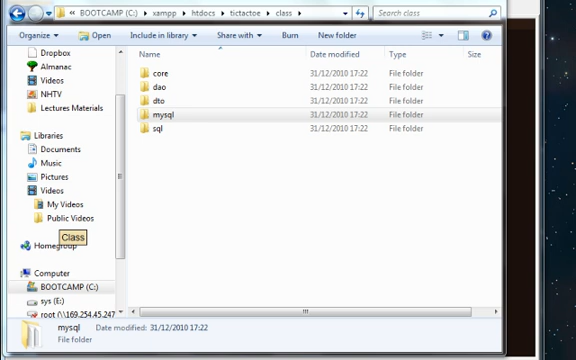 « BOOTCAMP (C:) ▸ xampp ▸ htdocs ▸ tictactoe ▸ class ▸ Search class
Organize Open Include in library Share with Burn New folder
Name Date modified Type Size
Dropbox
Almanac
Videos
NHTV
Lectures Materials
Libraries
Documents
Music
Pictures
Videos
My Videos
Public Videos
Class
Homegroup
Computer
BOOTCAMP (C:)
sys (E:)
root (\\169.254.45.247
core 31/12/2010 17:22 File folder
dao 31/12/2010 17:22 File folder
dto 31/12/2010 17:22 File folder
mysql 31/12/2010 17:22 File folder
sql 31/12/2010 17:22 File folder
mysql Date modified: 31/12/2010 17:22
File folder